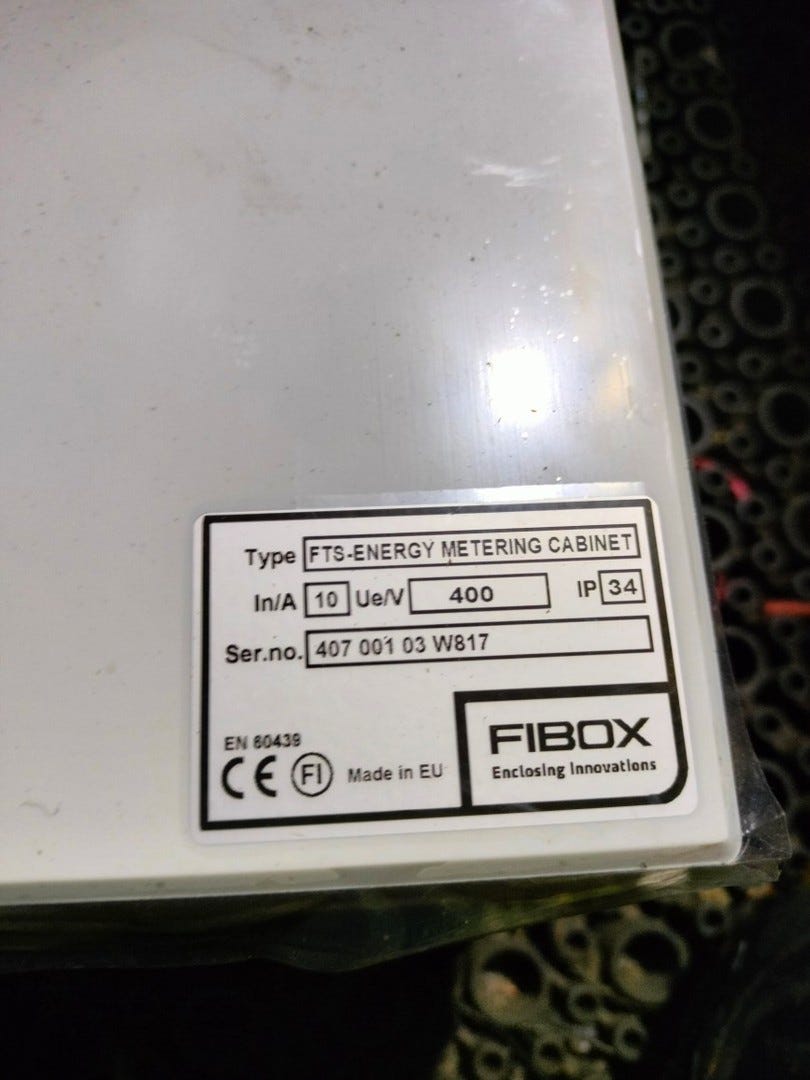 Type FTS-ENERGY METERING CABINET
In/A 10 Ue/V 400 IP 34
Ser.no. 407 001 03 W817
EN 60439
CE FI Made in EU
FIBOX
Enclosing Innovations